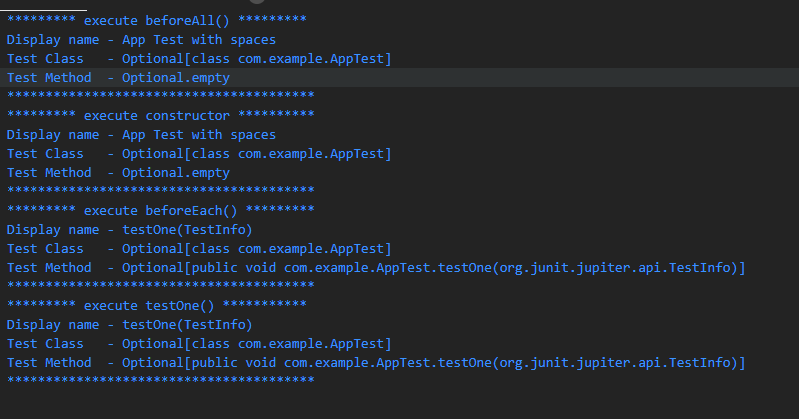 ********* execute beforeAll() *********
Display name - App Test with spaces
Test Class   - Optional[class com.example.AppTest]
Test Method  - Optional.empty
****************************************
********* execute constructor **********
Display name - App Test with spaces
Test Class   - Optional[class com.example.AppTest]
Test Method  - Optional.empty
****************************************
********* execute beforeEach() *********
Display name - testOne(TestInfo)
Test Class   - Optional[class com.example.AppTest]
Test Method  - Optional[public void com.example.AppTest.testOne(org.junit.jupiter.api.TestInfo)]
****************************************
********* execute testOne() ***********
Display name - testOne(TestInfo)
Test Class   - Optional[class com.example.AppTest]
Test Method  - Optional[public void com.example.AppTest.testOne(org.junit.jupiter.api.TestInfo)]
****************************************